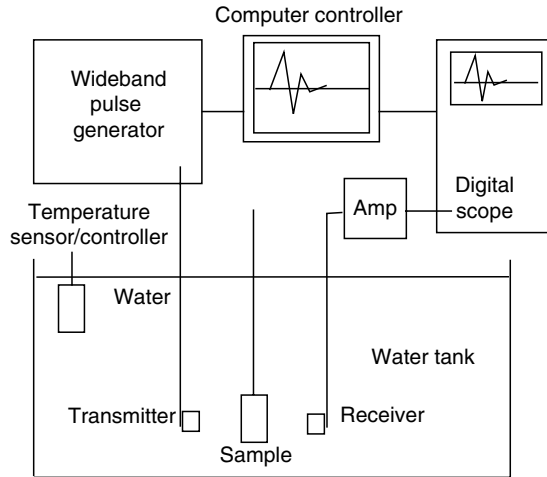 Computer controller
Wideband
pulse
generator
Temperature
sensor/controller
Amp
Digital
scope
Water
Water tank
Transmitter
Receiver
Sample